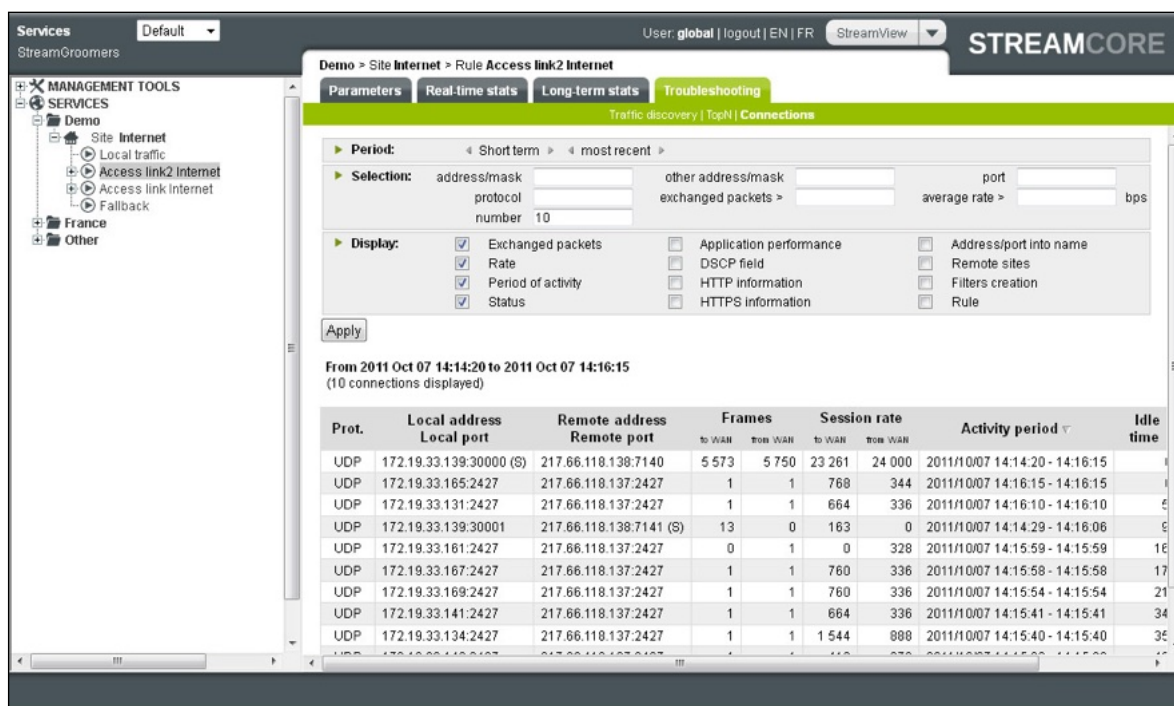 Services Default
StreamGroomers
User: global | logout | EN | FR StreamView
STREAMCORE
MANAGEMENT TOOLS
SERVICES
Demo
Site Internet
Local traffic
Access link2 Internet
Access link Internet
Fallback
France
Other
Demo > Site Internet > Rule Access link2 Internet
Parameters Real-time stats Long-term stats Troubleshooting
Traffic discovery | TopN | Connections
Period: Short term most recent
Selection: address/mask other address/mask port
protocol exchanged packets > average rate > bps
number 10
Display: Exchanged packets Application performance Address/port into name
Rate DSCP field Remote sites
Period of activity HTTP information Filters creation
Status HTTPS information Rule
Apply
From 2011 Oct 07 14:14:20 to 2011 Oct 07 14:16:15
(10 connections displayed)
Prot. Local address Local port Remote address Remote port Frames to WAN from WAN Session rate to WAN from WAN Activity period Idle time
UDP 172.19.33.139:30000 (S) 217.66.118.138:7140 5 573 5 750 23 261 24 000 2011/10/07 14:14:20 - 14:16:15
UDP 172.19.33.165:2427 217.66.118.137:2427 1 1 768 344 2011/10/07 14:16:15 - 14:16:15
UDP 172.19.33.131:2427 217.66.118.137:2427 1 1 664 336 2011/10/07 14:16:10 - 14:16:10
UDP 172.19.33.139:30001 217.66.118.138:7141 (S) 13 0 163 0 2011/10/07 14:14:29 - 14:16:06
UDP 172.19.33.161:2427 217.66.118.137:2427 0 1 0 328 2011/10/07 14:15:59 - 14:15:59 16
UDP 172.19.33.167:2427 217.66.118.137:2427 1 1 760 336 2011/10/07 14:15:58 - 14:15:58 17
UDP 172.19.33.169:2427 217.66.118.137:2427 1 1 760 336 2011/10/07 14:15:54 - 14:15:54 21
UDP 172.19.33.141:2427 217.66.118.137:2427 1 1 664 336 2011/10/07 14:15:41 - 14:15:41 34
UDP 172.19.33.134:2427 217.66.118.137:2427 1 1 1 544 888 2011/10/07 14:15:40 - 14:15:40 35